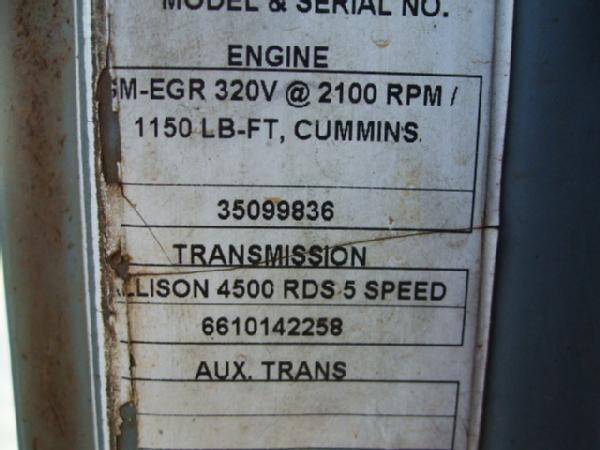 MODEL & SERIAL NO.
ENGINE
SM-EGR 320V @ 2100 RPM /
1150 LB-FT, CUMMINS
35099836
TRANSMISSION
ALLISON 4500 RDS 5 SPEED
6610142258
AUX. TRANS